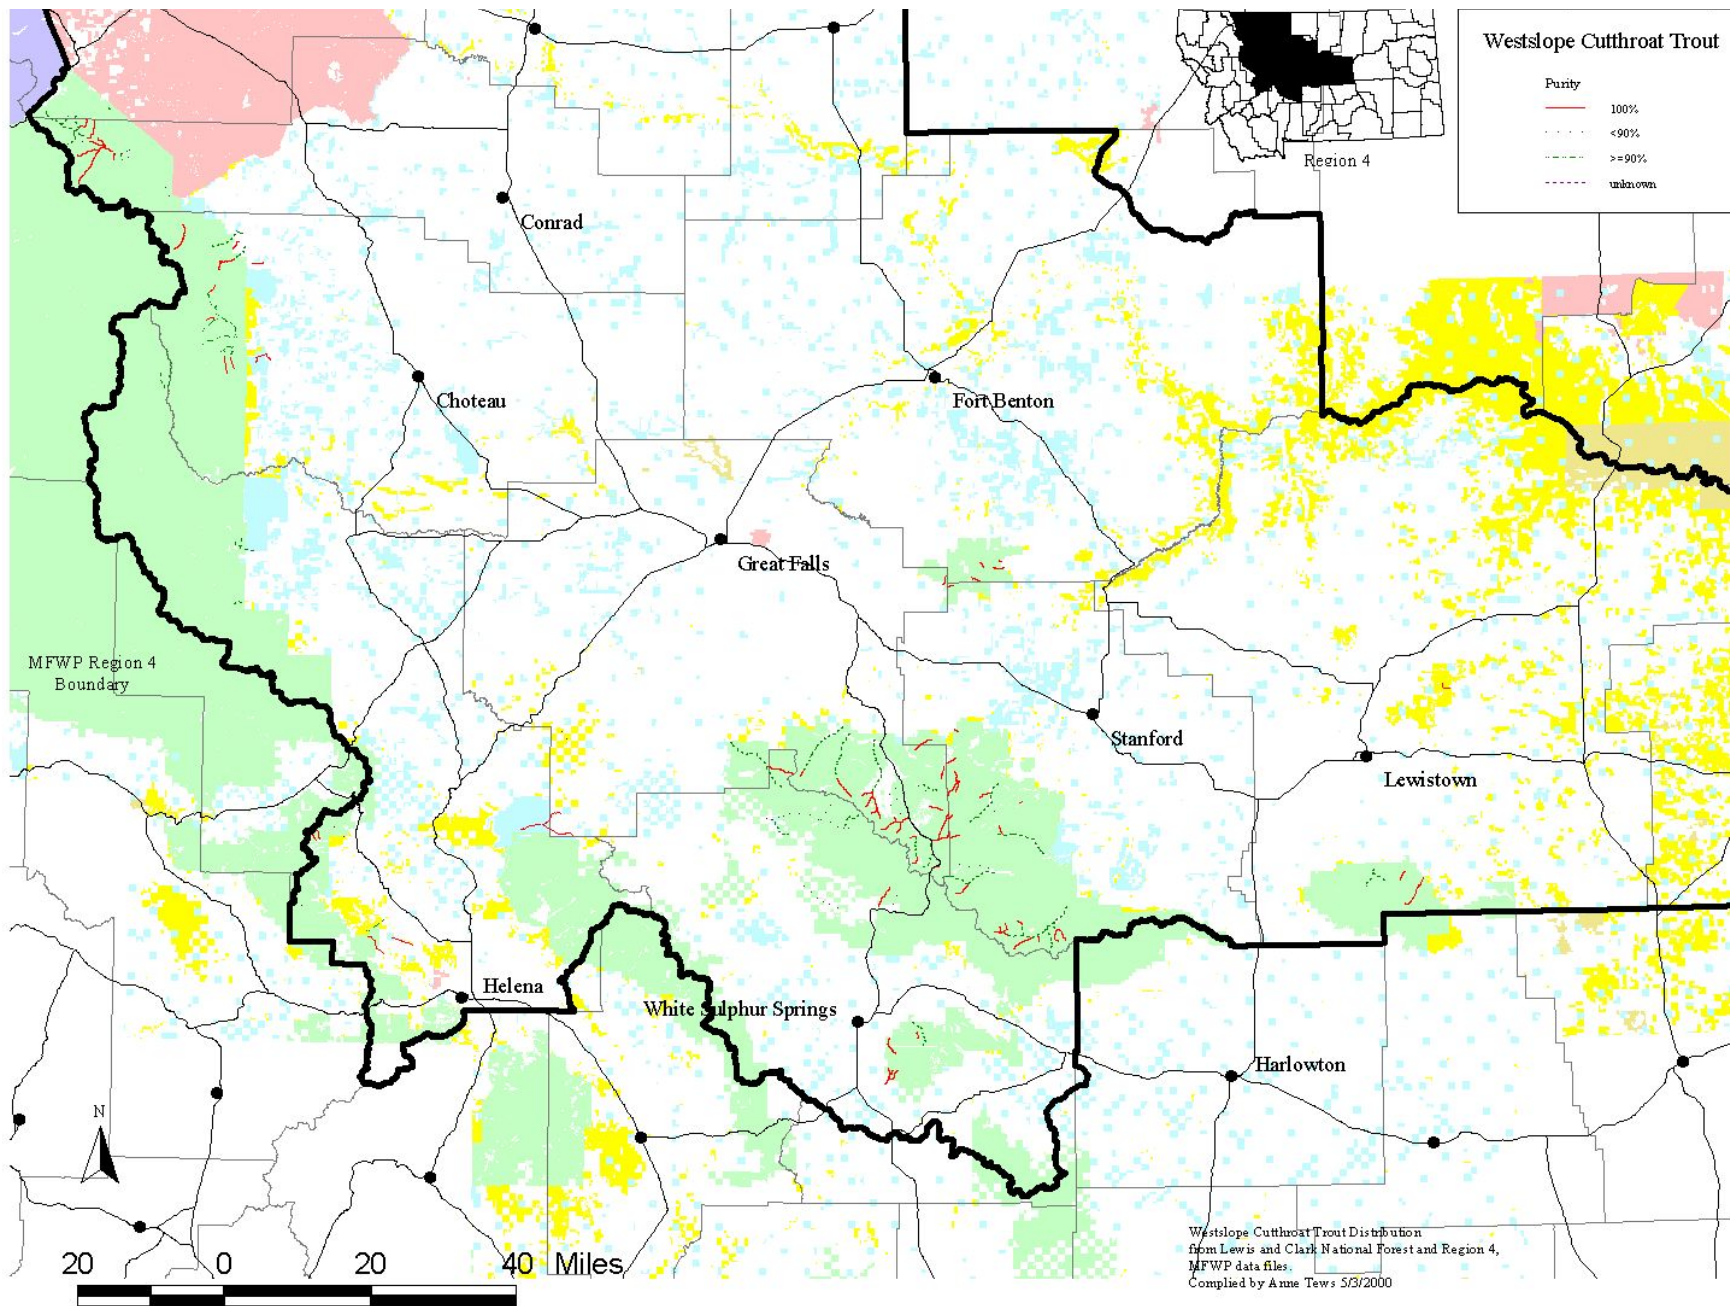 Westslope Cutthroat Trout
Purity
100%
<90%
>=90%
unknown
Region 4
Conrad
Choteau
Fort Benton
Great Falls
MFWP Region 4
Boundary
Stanford
Lewistown
Helena
White Sulphur Springs
Harlowton
N
20 0 20 40 Miles
Westslope Cutthroat Trout Distribution
from Lewis and Clark National Forest and Region 4,
MFWP data files.
Complied by Anne Tews 5/3/2000